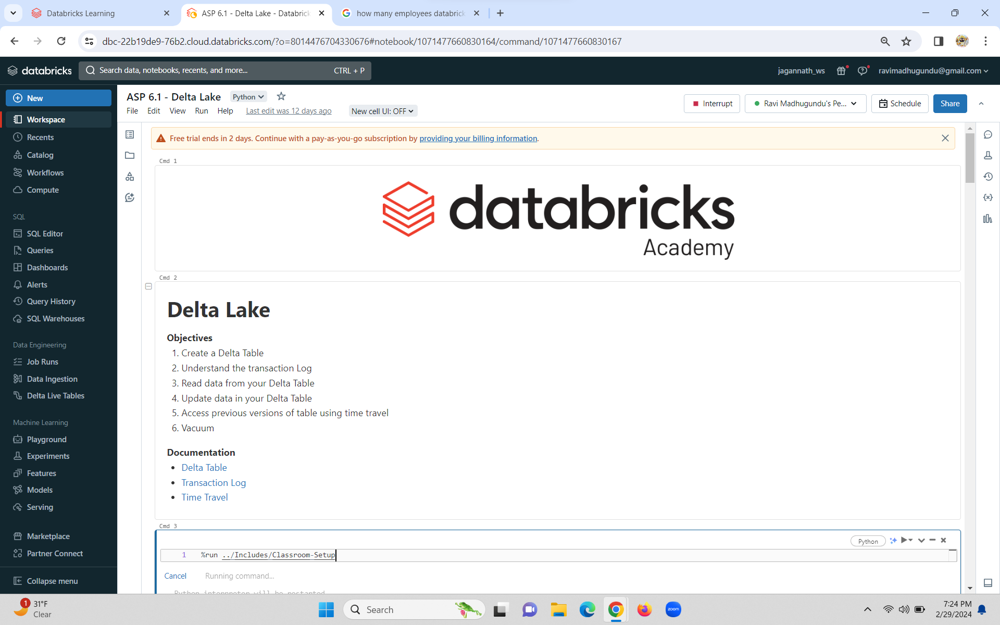 Databricks Learning
ASP 6.1 - Delta Lake - Databrick
how many employees databrick
dbc-22b19de9-76b2.cloud.databricks.com/?o=8014476704330676#notebook/1071477660830164/command/1071477660830167
databricks
Search data, notebooks, recents, and more...
CTRL + P
jagannath_ws
ravimadhugundu@gmail.com
New
Workspace
Recents
Catalog
Workflows
Compute
SQL
SQL Editor
Queries
Dashboards
Alerts
Query History
SQL Warehouses
Data Engineering
Job Runs
Data Ingestion
Delta Live Tables
Machine Learning
Playground
Experiments
Features
Models
Serving
Marketplace
Partner Connect
Collapse menu
ASP 6.1 - Delta Lake
Python
File Edit View Run Help
Last edit was 12 days ago
New cell UI: OFF
Interrupt
Ravi Madhugundu's Pe...
Schedule
Share
Free trial ends in 2 days. Continue with a pay-as-you-go subscription by providing your billing information.
Cmd 1
databricks
Academy
Cmd 2
Delta Lake
Objectives
1. Create a Delta Table
2. Understand the transaction Log
3. Read data from your Delta Table
4. Update data in your Delta Table
5. Access previous versions of table using time travel
6. Vacuum
Documentation
• Delta Table
• Transaction Log
• Time Travel
Cmd 3
Python
1 %run ../Includes/Classroom-Setup
Cancel
Running command...
Python interpreter will be restarted
1
31°F
Clear
Search
zoom
7:24 PM
2/29/2024